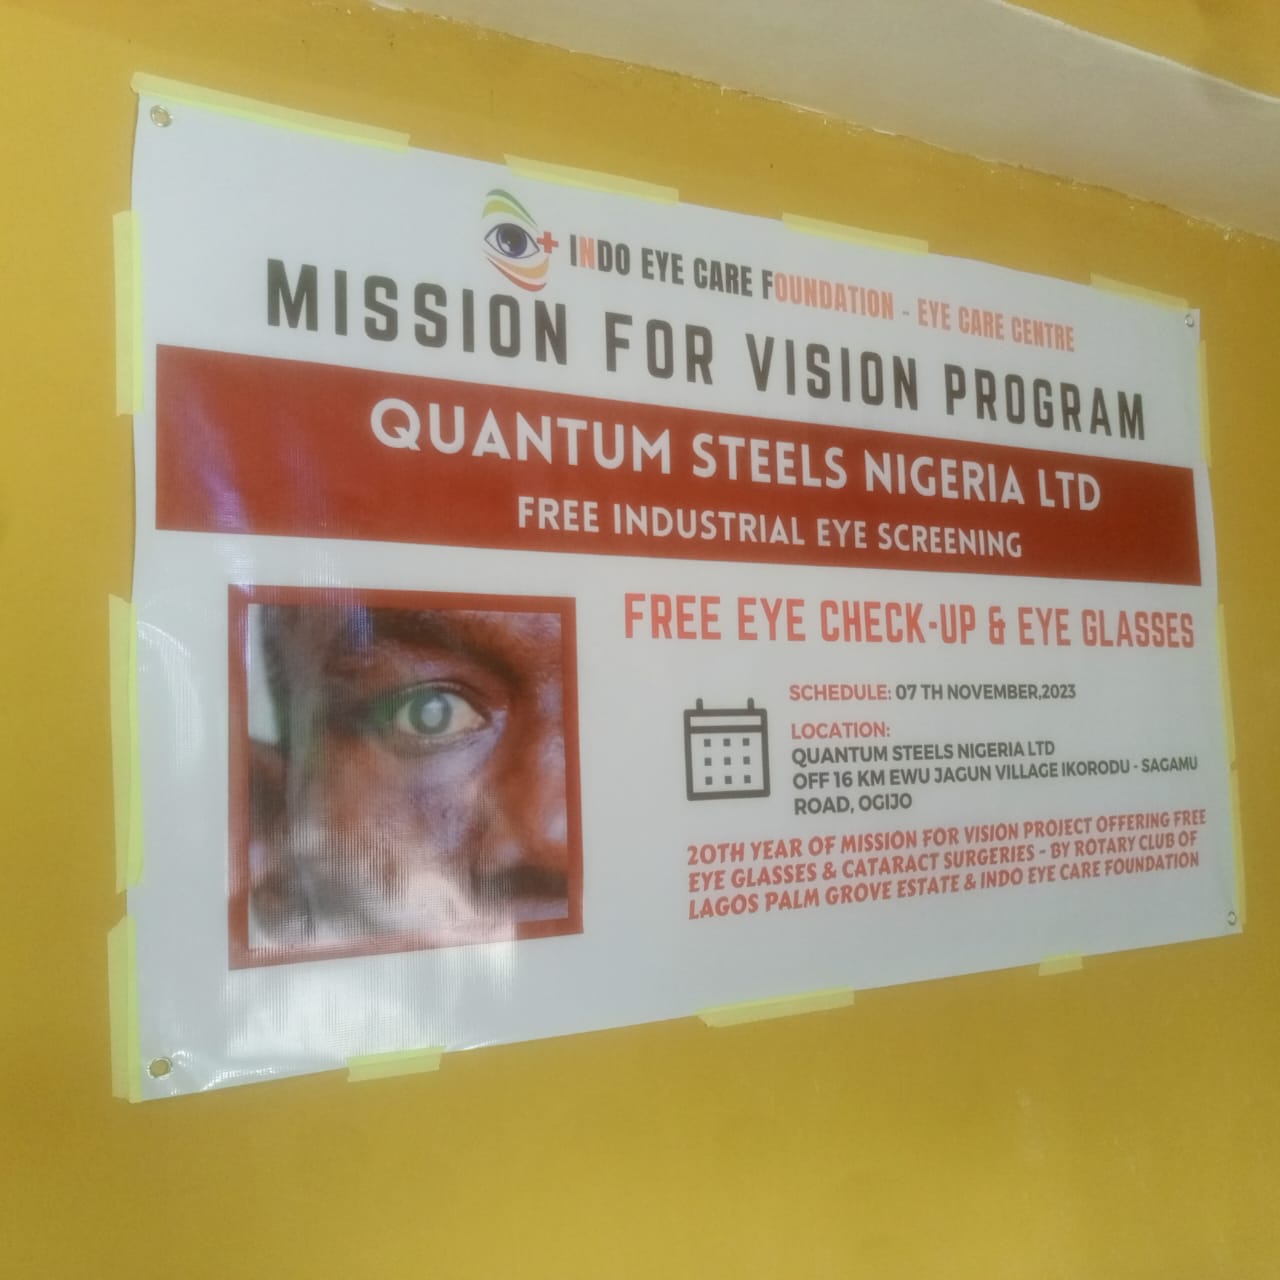 INDO EYE CARE FOUNDATION - EYE CARE CENTRE
MISSION FOR VISION PROGRAM
QUANTUM STEELS NIGERIA LTD
FREE INDUSTRIAL EYE SCREENING
FREE EYE CHECK-UP & EYE GLASSES
SCHEDULE: 07 TH NOVEMBER,2023
LOCATION:
QUANTUM STEELS NIGERIA LTD
OFF 16 KM EWU JAGUN VILLAGE IKORODU - SAGAMU
ROAD, OGIJO
20TH YEAR OF MISSION FOR VISION PROJECT OFFERING FREE
EYE GLASSES & CATARACT SURGERIES - BY ROTARY CLUB OF
LAGOS PALM GROVE ESTATE & INDO EYE CARE FOUNDATION